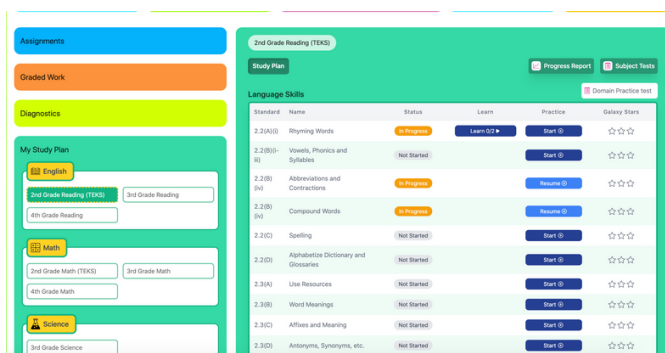 Assignments
Graded Work
Diagnostics
My Study Plan
English
2nd Grade Reading (TEKS)
3rd Grade Reading
4th Grade Reading
Math
2nd Grade Math (TEKS)
3rd Grade Math
4th Grade Math
Science
3rd Grade Science
2nd Grade Reading (TEKS)
Study Plan
Progress Report
Subject Tests
Domain Practice test
Language Skills
Standard Name Status Learn Practice Galaxy Stars
2.2(A)(i) Rhyming Words In Progress Learn 0/2 Start
2.2(B)(i-
ii) Vowels, Phonics and
Syllables Not Started Start
2.2(B)
(iv) Abbreviations and
Contractions In Progress Resume
2.2(B)
(iv) Compound Words In Progress Resume
2.2(C) Spelling Not Started Start
2.2(D) Alphabetize Dictionary and
Glossaries Not Started Start
2.3(A) Use Resources Not Started Start
2.3(B) Word Meanings Not Started Start
2.3(C) Affixes and Meaning Not Started Start
2.3(D) Antonyms, Synonyms, etc. Not Started Start